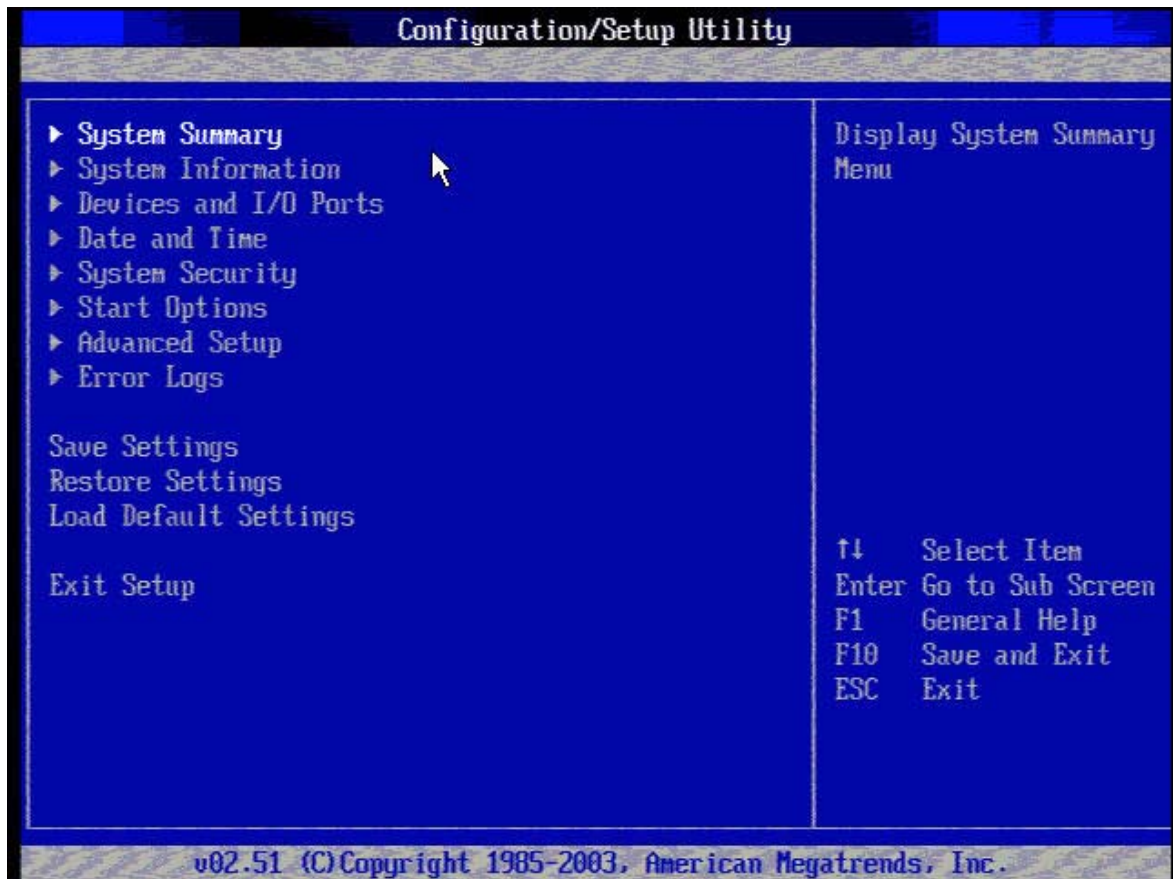 Configuration/Setup Utility
System Summary
System Information
Devices and I/O Ports
Date and Time
System Security
Start Options
Advanced Setup
Error Logs
Save Settings
Restore Settings
Load Default Settings
Exit Setup
Display System Summary
Menu
↑↓ Select Item
Enter Go to Sub Screen
F1 General Help
F10 Save and Exit
ESC Exit
v02.51 (C)Copyright 1985-2003, American Megatrends, Inc.